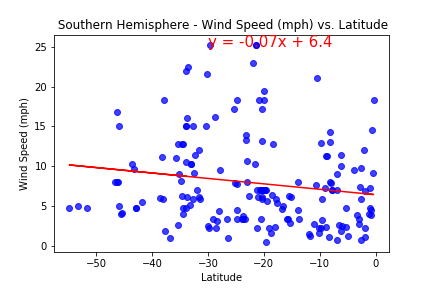 Southern Hemisphere - Wind Speed (mph) vs. Latitude
y = -0.07x + 6.4
25
20
15
10
5
0
Wind Speed (mph)
−50 −40 −30 −20 −10 0
Latitude